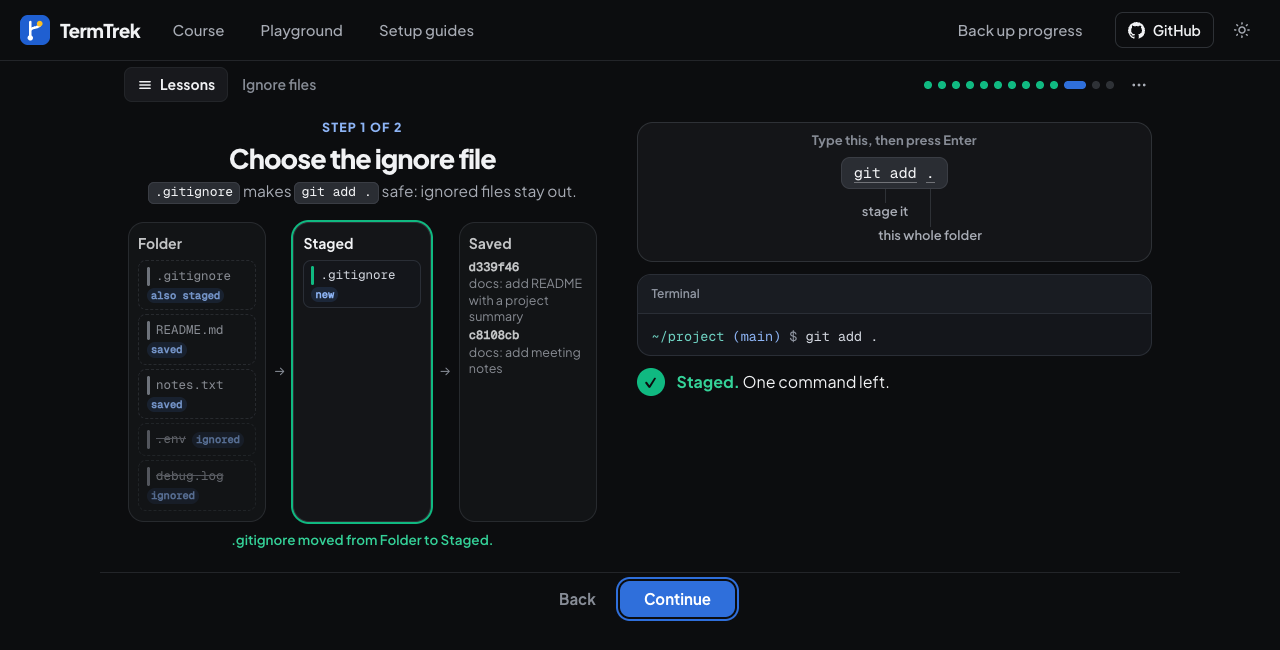 TermTrek
Course
Playground
Setup guides
Back up progress
GitHub
Lessons
Ignore files
STEP 1 OF 2
Choose the ignore file
.gitignore makes git add . safe: ignored files stay out.
Folder
.gitignore
also staged
README.md
saved
notes.txt
saved
.env ignored
debug.log
ignored
→
Staged
.gitignore
new
→
Saved
d339f46
docs: add README
with a project
summary
c8108cb
docs: add meeting
notes
.gitignore moved from Folder to Staged.
Type this, then press Enter
git add .
stage it
this whole folder
Terminal
~/project (main) $ git add .
Staged. One command left.
Back
Continue